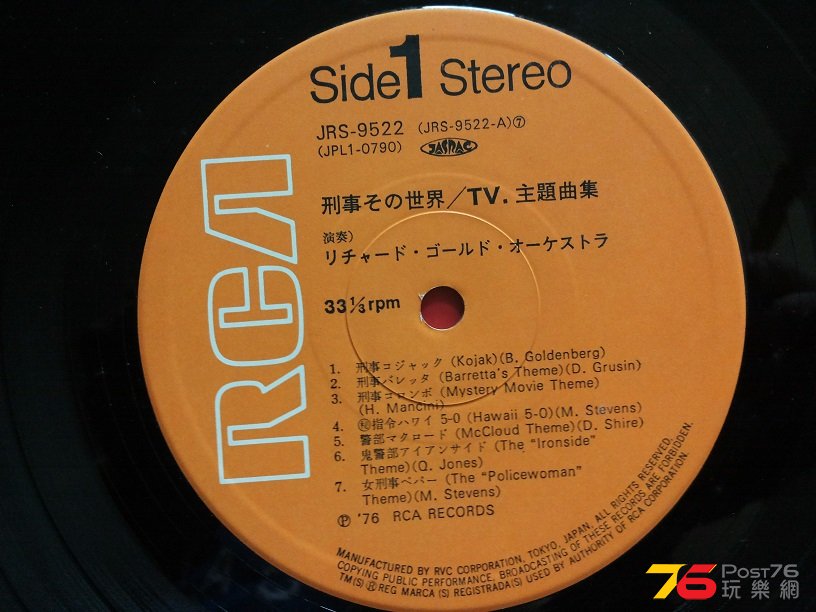 Side 1 Stereo
JRS-9522 (JRS-9522-A)⑦
(JPL1-0790) JASRAC
刑事その世界/TV.主題曲集
演奏)
リチャード・ゴールド・オーケストラ
33 1/3 rpm
RCA
1. 刑事コジャック (Kojak)(B. Goldenberg)
2. 刑事バレッタ (Barretta's Theme)(D. Grusin)
3. 刑事コロンボ (Mystery Movie Theme)
(H. Mancini)
4. ㊙指令ハワイ 5-0 (Hawaii 5-0)(M. Stevens)
5. 警部マクロード (McCloud Theme)(D. Shire)
6. 鬼警部アイアンサイド (The "Ironside"
Theme)(Q. Jones)
7. 女刑事ペパー (The "Policewoman"
Theme)(M. Stevens)
Ⓟ '76 RCA RECORDS
MANUFACTURED BY RVC CORPORATION, TOKYO, JAPAN, ALL RIGHTS RESERVED,
COPYING PUBLIC PERFORMANCE, BROADCASTING OF THESE RECORDS ARE FORBIDDEN.
TM(S) ® REG MARCA (S) REGISTRADA(S) USED BY AUTHORITY OF RCA CORPORATION.
76 POST76
玩樂網